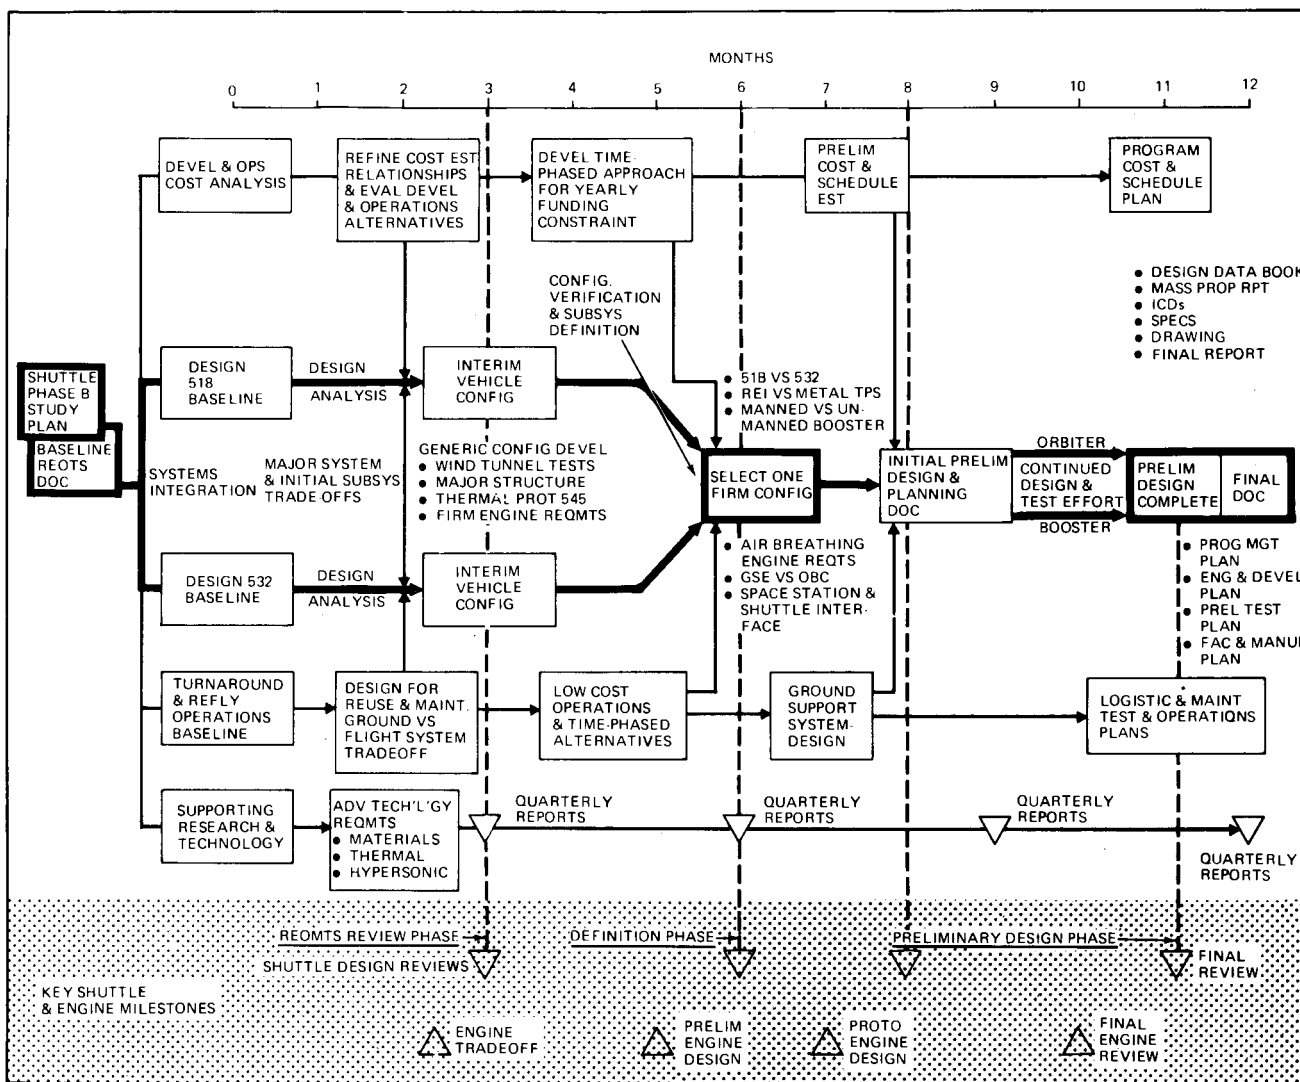 MONTHS
0 1 2 3 4 5 6 7 8 9 10 11 12
DEVEL & OPS
COST ANALYSIS
REFINE COST EST
RELATIONSHIPS
& EVAL DEVEL
& OPERATIONS
ALTERNATIVES
DEVEL TIME-
PHASED APPROACH
FOR YEARLY
FUNDING
CONSTRAINT
PRELIM
COST &
SCHEDULE
EST
PROGRAM
COST &
SCHEDULE
PLAN
CONFIG.
VERIFICATION
& SUBSYS
DEFINITION
• DESIGN DATA BOOK
• MASS PROP RPT
• ICDs
• SPECS
• DRAWING
• FINAL REPORT
SHUTTLE
PHASE B
STUDY
PLAN
BASELINE
REQTS
DOC
DESIGN
518
BASELINE
DESIGN
ANALYSIS
INTERIM
VEHICLE
CONFIG
• 518 VS 532
• REI VS METAL TPS
• MANNED VS UN-
MANNED BOOSTER
SYSTEMS
INTEGRATION
MAJOR SYSTEM
& INITIAL SUBSYS
TRADE-OFFS
GENERIC CONFIG DEVEL
• WIND TUNNEL TESTS
• MAJOR STRUCTURE
• THERMAL PROT 545
• FIRM ENGINE REQMTS
SELECT ONE
FIRM CONFIG
INITIAL PRELIM
DESIGN &
PLANNING
DOC
ORBITER
CONTINUED
DESIGN &
TEST EFFORT
BOOSTER
PRELIM
DESIGN
COMPLETE
FINAL
DOC
DESIGN 532
BASELINE
DESIGN
ANALYSIS
INTERIM
VEHICLE
CONFIG
• AIR BREATHING
ENGINE REQTS
• GSE VS OBC
• SPACE STATION &
SHUTTLE INTER-
FACE
• PROG MGT
PLAN
• ENG & DEVEL
PLAN
• PREL TEST
PLAN
• FAC & MANUF
PLAN
TURNAROUND
& REFLY
OPERATIONS
BASELINE
DESIGN FOR
REUSE & MAINT.
GROUND VS
FLIGHT SYSTEM
TRADEOFF
LOW COST
OPERATIONS
& TIME-PHASED
ALTERNATIVES
GROUND
SUPPORT
SYSTEM-
DESIGN
LOGISTIC & MAINT
TEST & OPERATIONS
PLANS
SUPPORTING
RESEARCH &
TECHNOLOGY
ADV TECH'L'GY
REQMTS
• MATERIALS
• THERMAL
• HYPERSONIC
QUARTERLY
REPORTS
QUARTERLY
REPORTS
QUARTERLY
REPORTS
QUARTERLY
REPORTS
REQMTS REVIEW PHASE
DEFINITION PHASE
PRELIMINARY DESIGN PHASE
SHUTTLE DESIGN REVIEWS
FINAL
REVIEW
KEY SHUTTLE
& ENGINE MILESTONES
ENGINE
TRADEOFF
PRELIM
ENGINE
DESIGN
PROTO
ENGINE
DESIGN
FINAL
ENGINE
REVIEW